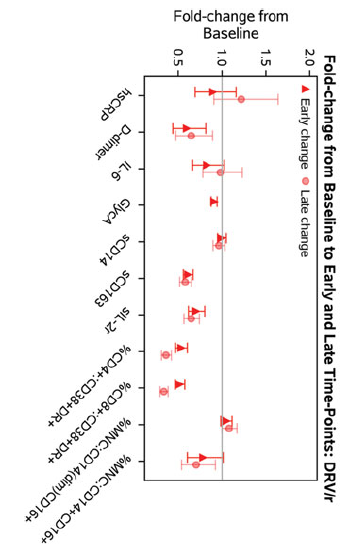 Fold-change from Baseline to Early and Late Time-Points: DRV/r
Early change
Late change
Fold-change from
Baseline
0.5
1.0
1.5
2.0
hsCRP
D-dimer
IL-6
GlycA
sCD14
sCD163
sIL-2r
%CD4+:CD38+DR+
%CD8+:CD38+DR+
%MNC:CD14(dim)CD16+
%MNC:CD14+CD16+